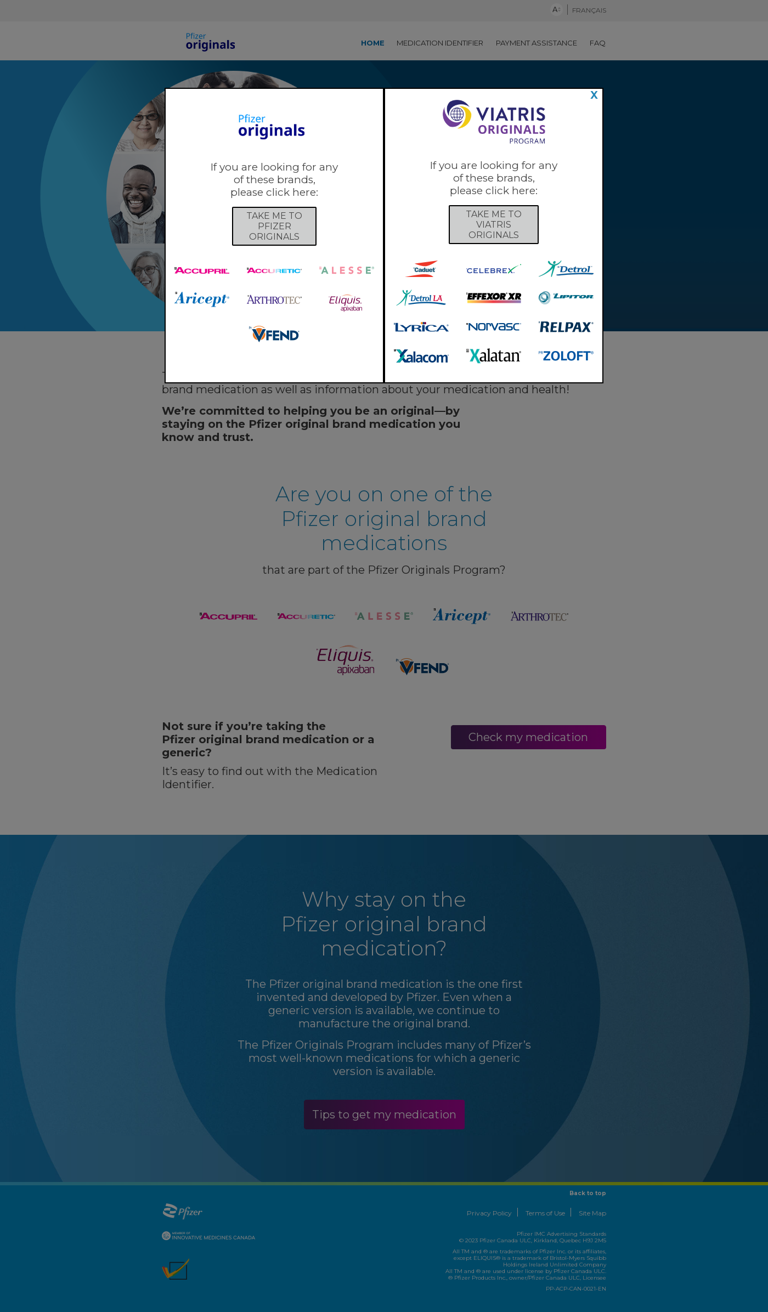 A
FRANÇAIS
Pfizer
originals
HOME
MEDICATION IDENTIFIER
PAYMENT ASSISTANCE
FAQ
X
Pfizer
originals
If you are looking for any
of these brands,
please click here:
TAKE ME TO
PFIZER
ORIGINALS
ACCUPRIL
ACCURETIC
ALESSE
Aricept
ARTHROTEC
Eliquis
apixaban
VFEND
VIATRIS
ORIGINALS
PROGRAM
If you are looking for any
of these brands,
please click here:
TAKE ME TO
VIATRIS
ORIGINALS
Caduet
CELEBREX
Detrol
Detrol LA
EFFEXOR XR
LIPITOR
LYRICA
NORVASC
RELPAX
Xalacom
Xalatan
ZOLOFT
brand medication as well as information about your medication and health!
We're committed to helping you be an original—by
staying on the Pfizer original brand medication you
know and trust.
Are you on one of the
Pfizer original brand
medications
that are part of the Pfizer Originals Program?
ACCUPRIL
ACCURETIC
ALESSE
Aricept
ARTHROTEC
Eliquis
apixaban
VFEND
Not sure if you're taking the
Pfizer original brand medication or a
generic?
It's easy to find out with the Medication
Identifier.
Check my medication
Why stay on the
Pfizer original brand
medication?
The Pfizer original brand medication is the one first
invented and developed by Pfizer. Even when a
generic version is available, we continue to
manufacture the original brand.
The Pfizer Originals Program includes many of Pfizer's
most well-known medications for which a generic
version is available.
Tips to get my medication
Back to top
Pfizer
Privacy Policy
Terms of Use
Site Map
INNOVATIVE MEDICINES CANADA
Pfizer IMC Advertising Standards
© 2023 Pfizer Canada ULC, Kirkland, Quebec H9J 2M5
All TM and ® are trademarks of Pfizer Inc. or its affiliates,
except ELIQUIS® is a trademark of Bristol-Myers Squibb
Holdings Ireland Unlimited Company
All TM and ® are used under license by Pfizer Canada ULC.
® Pfizer Products Inc., owner/Pfizer Canada ULC, Licensee
PP-ACP-CAN-0021-EN